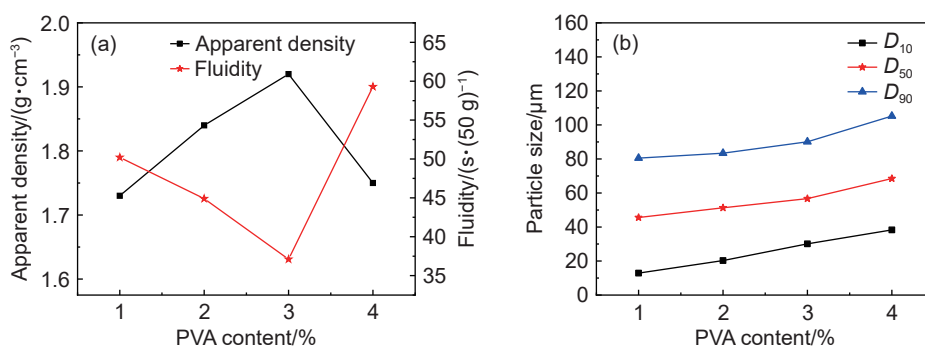 (a)
Apparent density
Fluidity
Apparent density/(g·cm⁻³)
2.0
1.9
1.8
1.7
1.6
65
60
55
50
45
40
35
Fluidity/(s·(50 g)⁻¹)
1 2 3 4
PVA content/%
(b)
D₁₀
D₅₀
D₉₀
Particle size/μm
160
140
120
100
80
60
40
20
0
1 2 3 4
PVA content/%